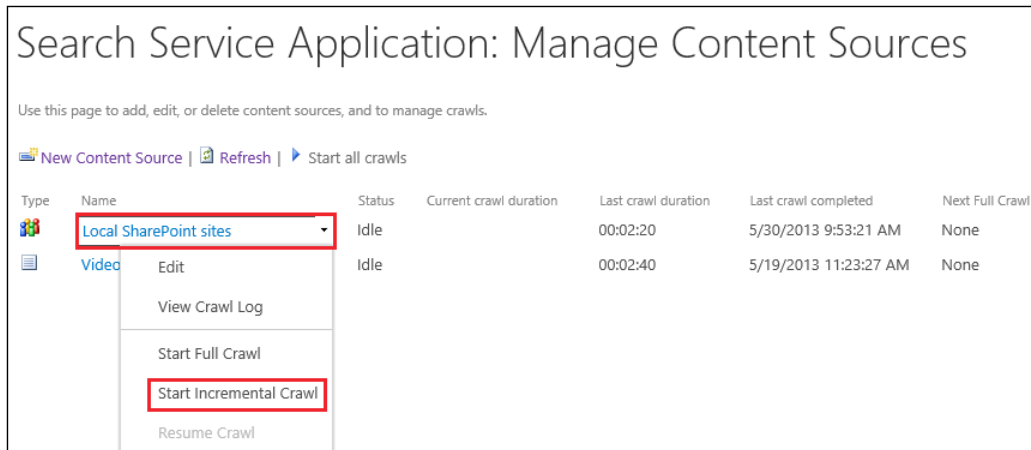 Search Service Application: Manage Content Sources
Use this page to add, edit, or delete content sources, and to manage crawls.
New Content Source | Refresh | Start all crawls
Type Name Status Current crawl duration Last crawl duration Last crawl completed Next Full Crawl
Local SharePoint sites Idle 00:02:20 5/30/2013 9:53:21 AM None
Video Idle 00:02:40 5/19/2013 11:23:27 AM None
Edit
View Crawl Log
Start Full Crawl
Start Incremental Crawl
Resume Crawl